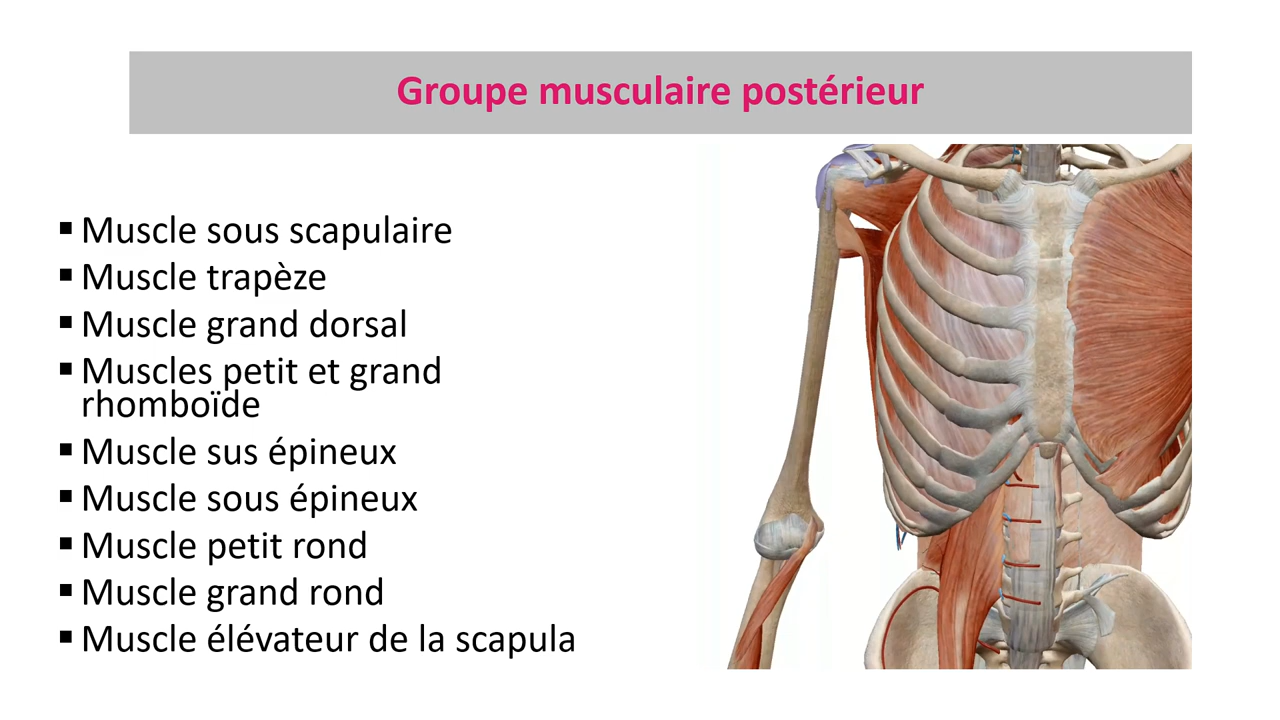 Groupe musculaire postérieur
▪ Muscle sous scapulaire
▪ Muscle trapèze
▪ Muscle grand dorsal
▪ Muscles petit et grand
rhomboïde
▪ Muscle sus épineux
▪ Muscle sous épineux
▪ Muscle petit rond
▪ Muscle grand rond
▪ Muscle élévateur de la scapula